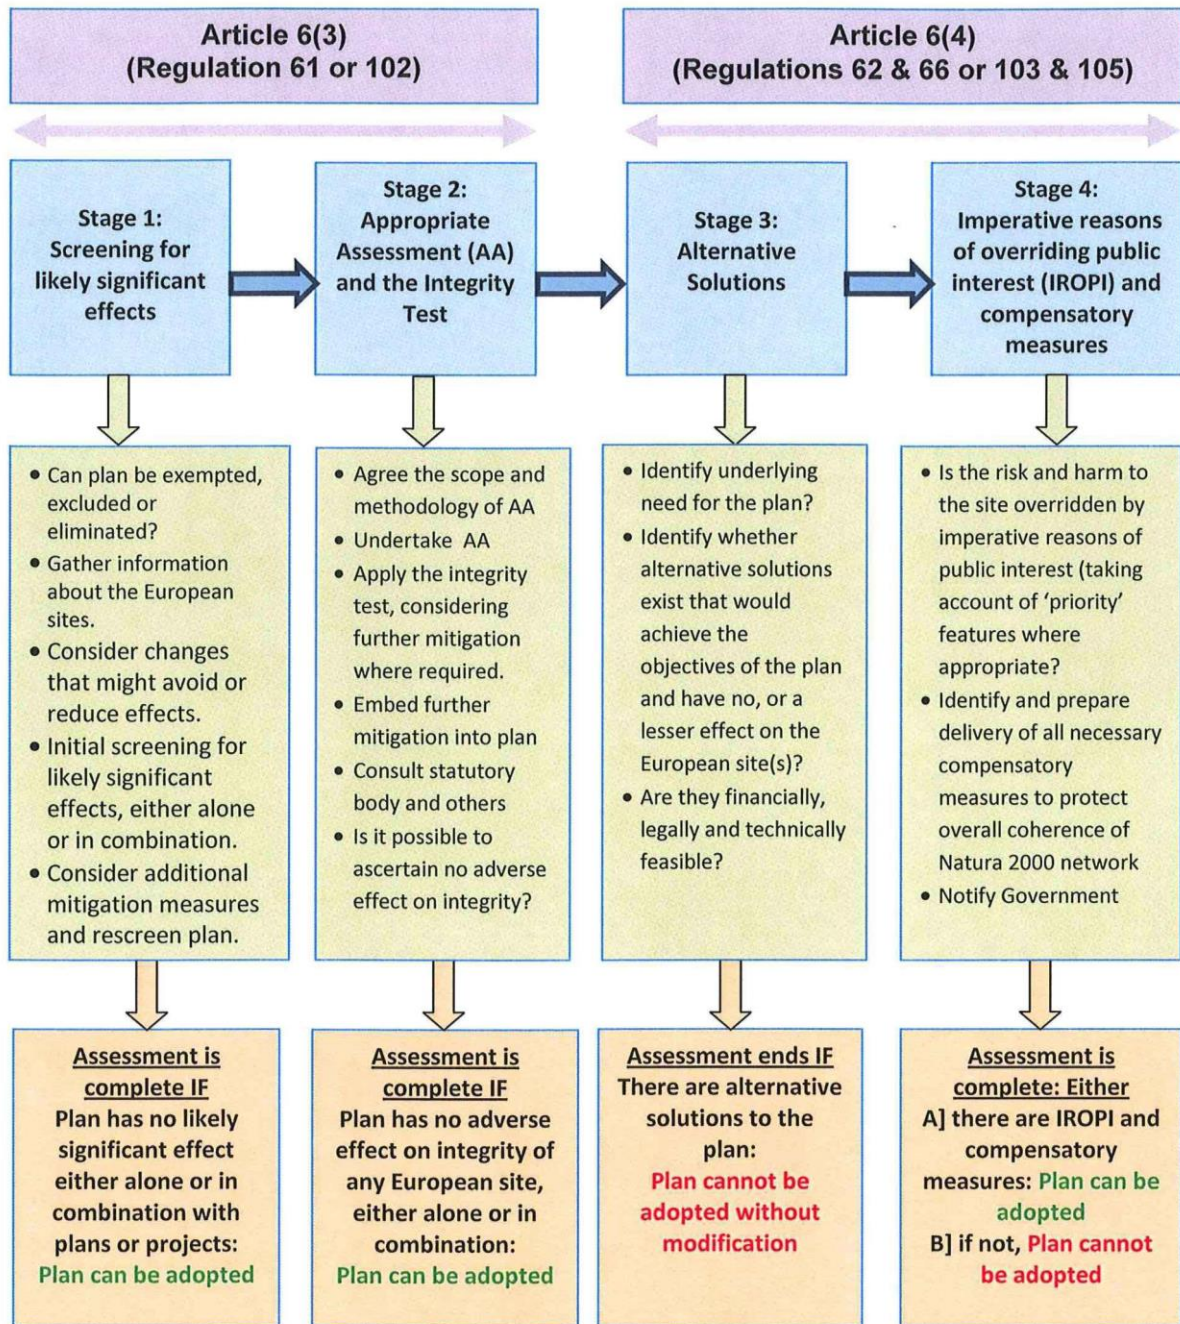 Article 6(3)
(Regulation 61 or 102)
Article 6(4)
(Regulations 62 & 66 or 103 & 105)
Stage 1:
Screening for
likely significant
effects
Stage 2:
Appropriate
Assessment (AA)
and the Integrity
Test
Stage 3:
Alternative
Solutions
Stage 4:
Imperative reasons
of overriding public
interest (IROPI) and
compensatory
measures
• Can plan be exempted,
excluded or
eliminated?
• Gather information
about the European
sites.
• Consider changes
that might avoid or
reduce effects.
• Initial screening for
likely significant
effects, either alone
or in combination.
• Consider additional
mitigation measures
and rescreen plan.
• Agree the scope and
methodology of AA
• Undertake AA
• Apply the integrity
test, considering
further mitigation
where required.
• Embed further
mitigation into plan
• Consult statutory
body and others
• Is it possible to
ascertain no adverse
effect on integrity?
• Identify underlying
need for the plan?
• Identify whether
alternative solutions
exist that would
achieve the
objectives of the plan
and have no, or a
lesser effect on the
European site(s)?
• Are they financially,
legally and technically
feasible?
• Is the risk and harm to
the site overridden by
imperative reasons of
public interest (taking
account of ‘priority’
features where
appropriate?
• Identify and prepare
delivery of all necessary
compensatory
measures to protect
overall coherence of
Natura 2000 network
• Notify Government
Assessment is
complete IF
Plan has no likely
significant effect
either alone or in
combination with
plans or projects:
Plan can be adopted
Assessment is
complete IF
Plan has no adverse
effect on integrity of
any European site,
either alone or in
combination:
Plan can be adopted
Assessment ends IF
There are alternative
solutions to the
plan:
Plan cannot be
adopted without
modification
Assessment is
complete: Either
A] there are IROPI and
compensatory
measures: Plan can be
adopted
B] if not, Plan cannot
be adopted